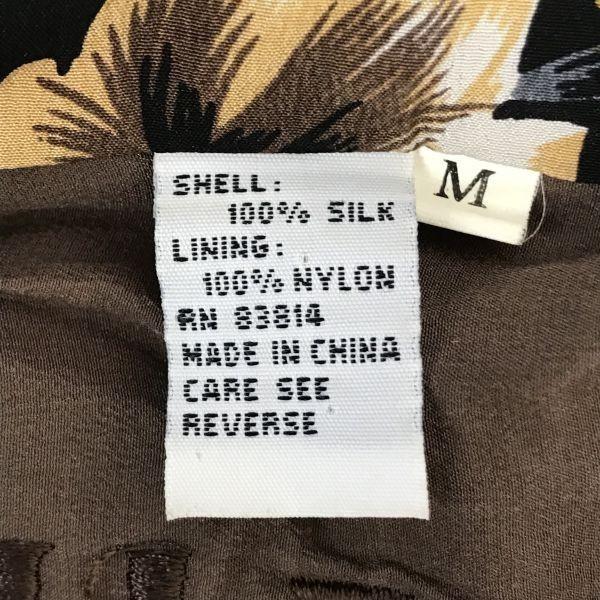 SHELL:
100% SILK
LINING:
100% NYLON
RN 83814
MADE IN CHINA
CARE SEE
REVERSE
M